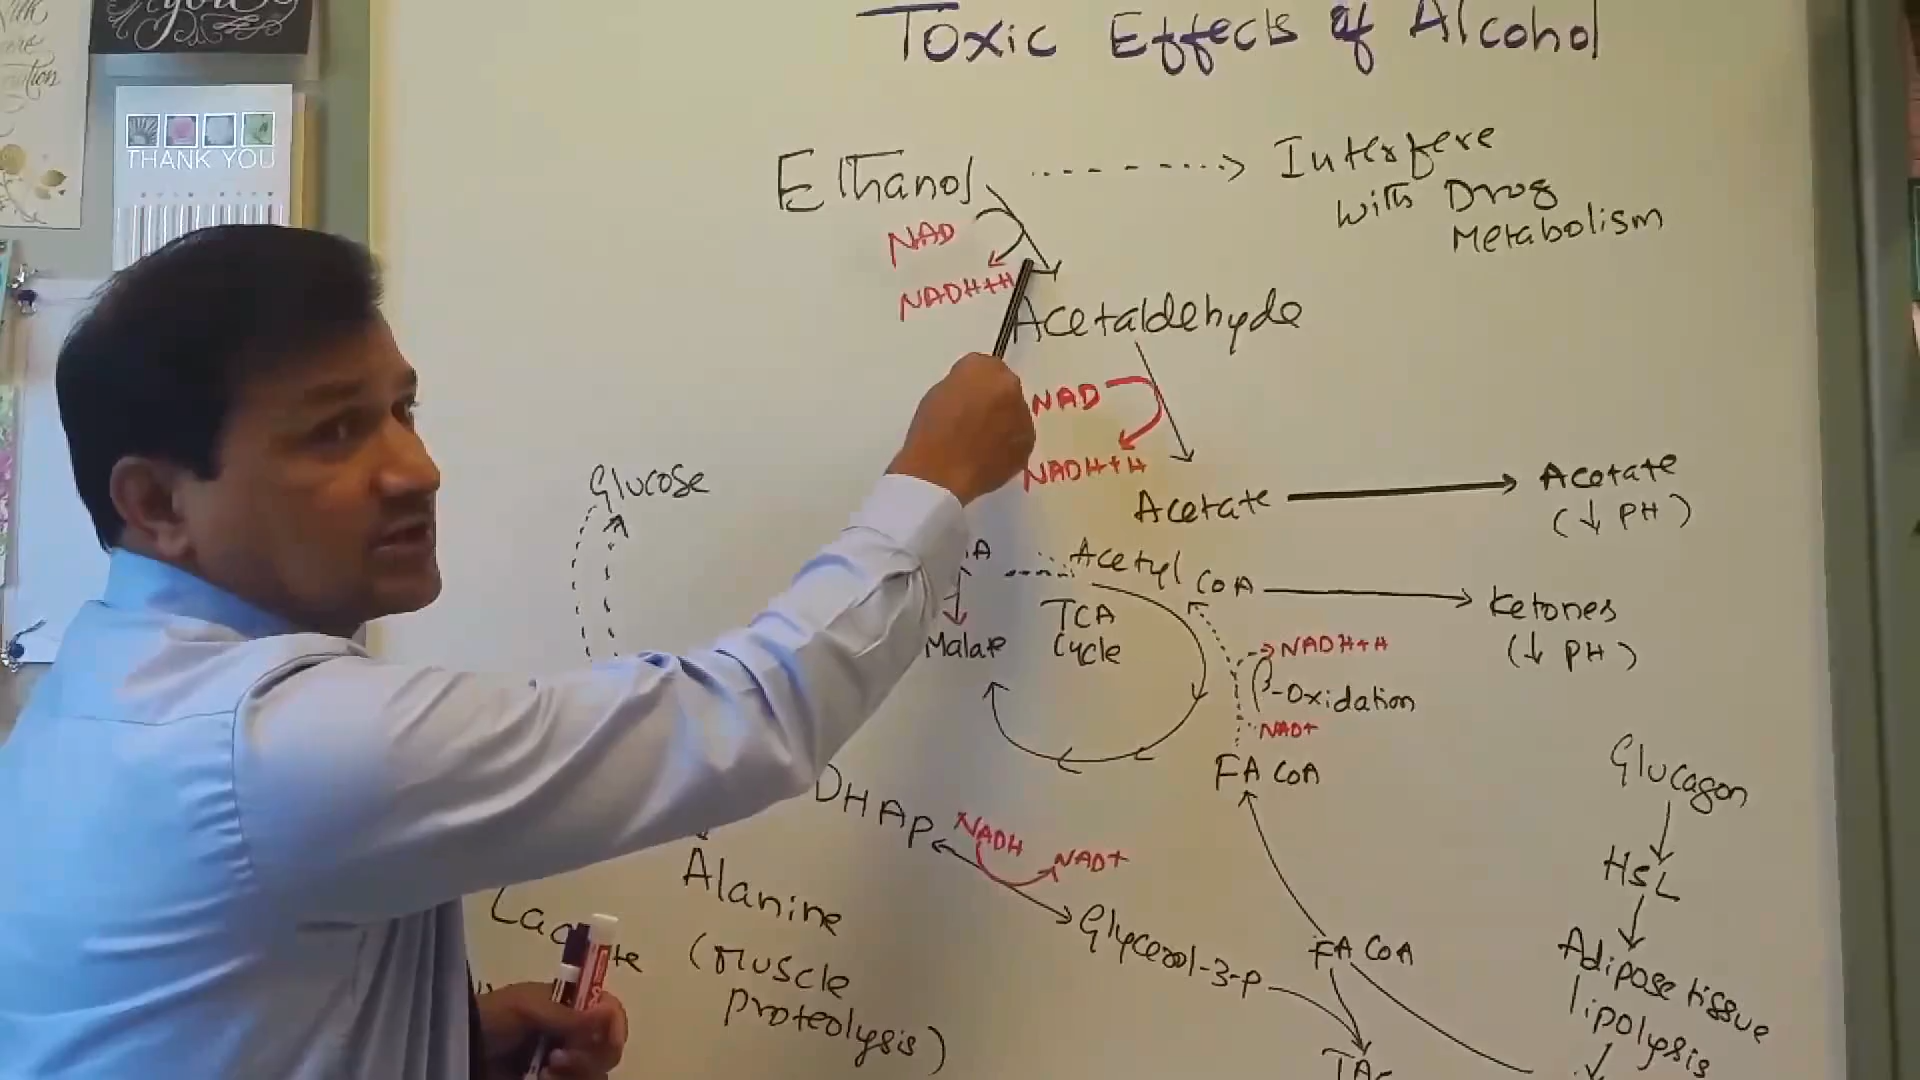 you
THANK YOU
Toxic Effects of Alcohol
Ethanol
Interfere
with Drug
Metabolism
NAD
NADH+H
Acetaldehyde
NAD
NADH+H
Acetate
Acetate
(↓ PH)
Glucose
Acetyl CoA
Ketones
(↓ PH)
TCA
Cycle
Malate
NADH+H
β-Oxidation
NAD+
FA CoA
DHAP
NADH
NAD+
Glucagon
HSL
Adipose tissue
lipolysis
Alanine
(Muscle
proteolysis)
Glycerol-3-P
FA CoA